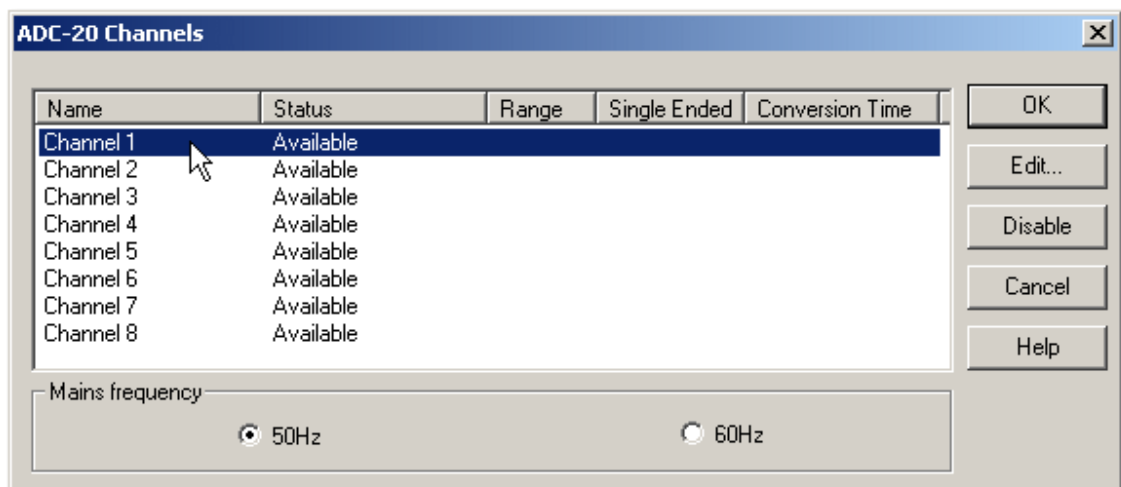 ADC-20 Channels
Name Status Range Single Ended Conversion Time
Channel 1 Available
Channel 2 Available
Channel 3 Available
Channel 4 Available
Channel 5 Available
Channel 6 Available
Channel 7 Available
Channel 8 Available
OK
Edit...
Disable
Cancel
Help
Mains frequency
50Hz 60Hz